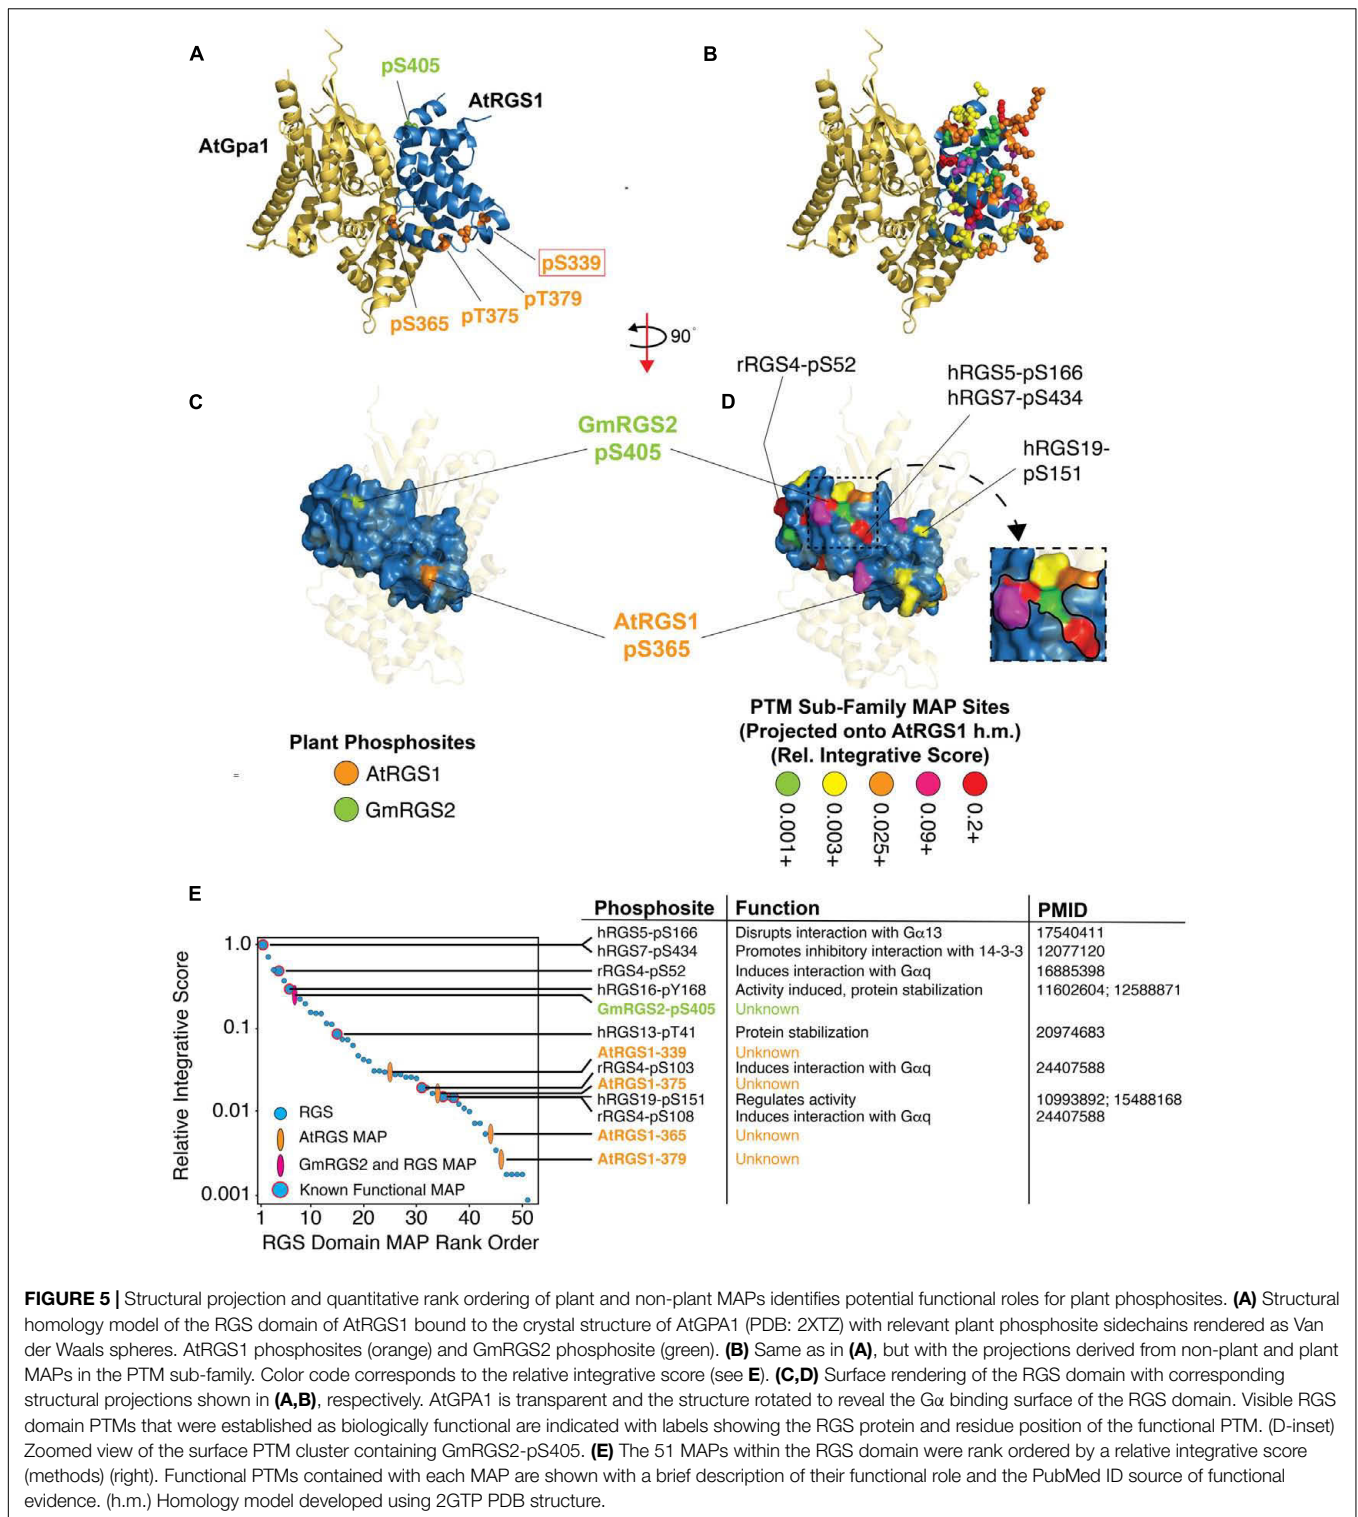 A
B
pS405
AtRGS1
AtGpa1
pS339
pT379
pT375
pS365
90°
C
D
rRGS4-pS52
hRGS5-pS166
hRGS7-pS434
hRGS19-
pS151
GmRGS2
pS405
AtRGS1
pS365
Plant Phosphosites
AtRGS1
GmRGS2
PTM Sub-Family MAP Sites
(Projected onto AtRGS1 h.m.)
(Rel. Integrative Score)
0.001+
0.003+
0.025+
0.09+
0.2+
E
Phosphosite Function PMID
hRGS5-pS166 Disrupts interaction with Gα13 17540411
hRGS7-pS434 Promotes inhibitory interaction with 14-3-3 12077120
rRGS4-pS52 Induces interaction with Gαq 16885398
hRGS16-pY168 Activity induced, protein stabilization 11602604; 12588871
GmRGS2-pS405 Unknown
hRGS13-pT41 Protein stabilization 20974683
AtRGS1-339 Unknown
rRGS4-pS103 Induces interaction with Gαq 24407588
AtRGS1-375 Unknown
hRGS19-pS151 Regulates activity 10993892; 15488168
rRGS4-pS108 Induces interaction with Gαq 24407588
AtRGS1-365 Unknown
AtRGS1-379 Unknown
Relative Integrative Score
1.0
0.1
0.01
0.001
RGS
AtRGS MAP
GmRGS2 and RGS MAP
Known Functional MAP
1 10 20 30 40 50
RGS Domain MAP Rank Order
FIGURE 5 | Structural projection and quantitative rank ordering of plant and non-plant MAPs identifies potential functional roles for plant phosphosites. (A) Structural
homology model of the RGS domain of AtRGS1 bound to the crystal structure of AtGPA1 (PDB: 2XTZ) with relevant plant phosphosite sidechains rendered as Van
der Waals spheres. AtRGS1 phosphosites (orange) and GmRGS2 phosphosite (green). (B) Same as in (A), but with the projections derived from non-plant and plant
MAPs in the PTM sub-family. Color code corresponds to the relative integrative score (see E). (C,D) Surface rendering of the RGS domain with corresponding
structural projections shown in (A,B), respectively. AtGPA1 is transparent and the structure rotated to reveal the Gα binding surface of the RGS domain. Visible RGS
domain PTMs that were established as biologically functional are indicated with labels showing the RGS protein and residue position of the functional PTM. (D-inset)
Zoomed view of the surface PTM cluster containing GmRGS2-pS405. (E) The 51 MAPs within the RGS domain were rank ordered by a relative integrative score
(methods) (right). Functional PTMs contained with each MAP are shown with a brief description of their functional role and the PubMed ID source of functional
evidence. (h.m.) Homology model developed using 2GTP PDB structure.